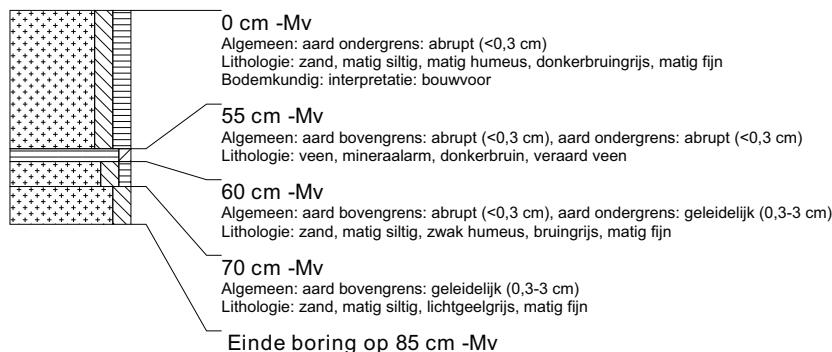 0 cm -Mv
Algemeen: aard ondergrens: abrupt (<0,3 cm)
Lithologie: zand, matig siltig, matig humeus, donkerbruingrijs, matig fijn
Bodemkundig: interpretatie: bouwvoor
55 cm -Mv
Algemeen: aard bovengrens: abrupt (<0,3 cm), aard ondergrens: abrupt (<0,3 cm)
Lithologie: veen, mineraalarm, donkerbruin, veraard veen
60 cm -Mv
Algemeen: aard bovengrens: abrupt (<0,3 cm), aard ondergrens: geleidelijk (0,3-3 cm)
Lithologie: zand, matig siltig, zwak humeus, bruingrijs, matig fijn
70 cm -Mv
Algemeen: aard bovengrens: geleidelijk (0,3-3 cm)
Lithologie: zand, matig siltig, lichtgeelgrijs, matig fijn
Einde boring op 85 cm -Mv